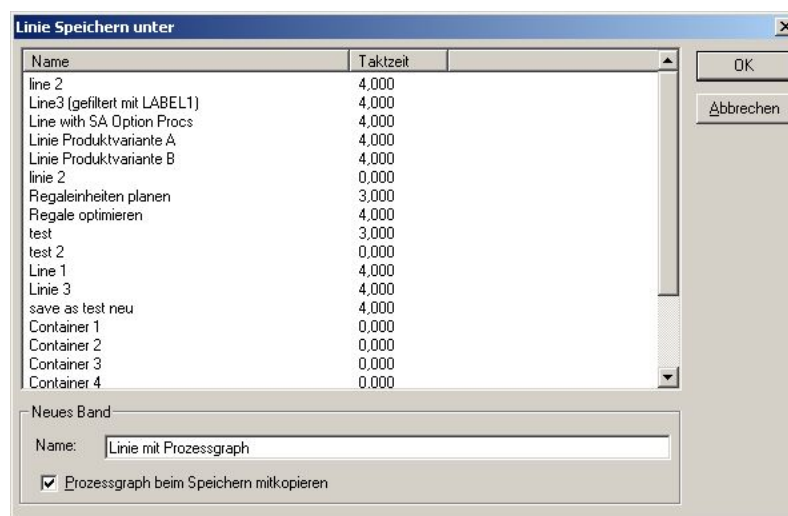 Linie Speichern unter
Name Taktzeit
OK
Abbrechen
line 2 4,000
Line3 (gefiltert mit LABEL1) 4,000
Line with SA Option Procs 4,000
Linie Produktvariante A 4,000
Linie Produktvariante B 4,000
linie 2 0,000
Regaleinheiten planen 3,000
Regale optimieren 4,000
test 3,000
test 2 0,000
Line 1 4,000
Linie 3 4,000
save as test neu 4,000
Container 1 0,000
Container 2 0,000
Container 3 0,000
Container 4 0,000
Neues Band
Name: Linie mit Prozessgraph
Prozessgraph beim Speichern mitkopieren